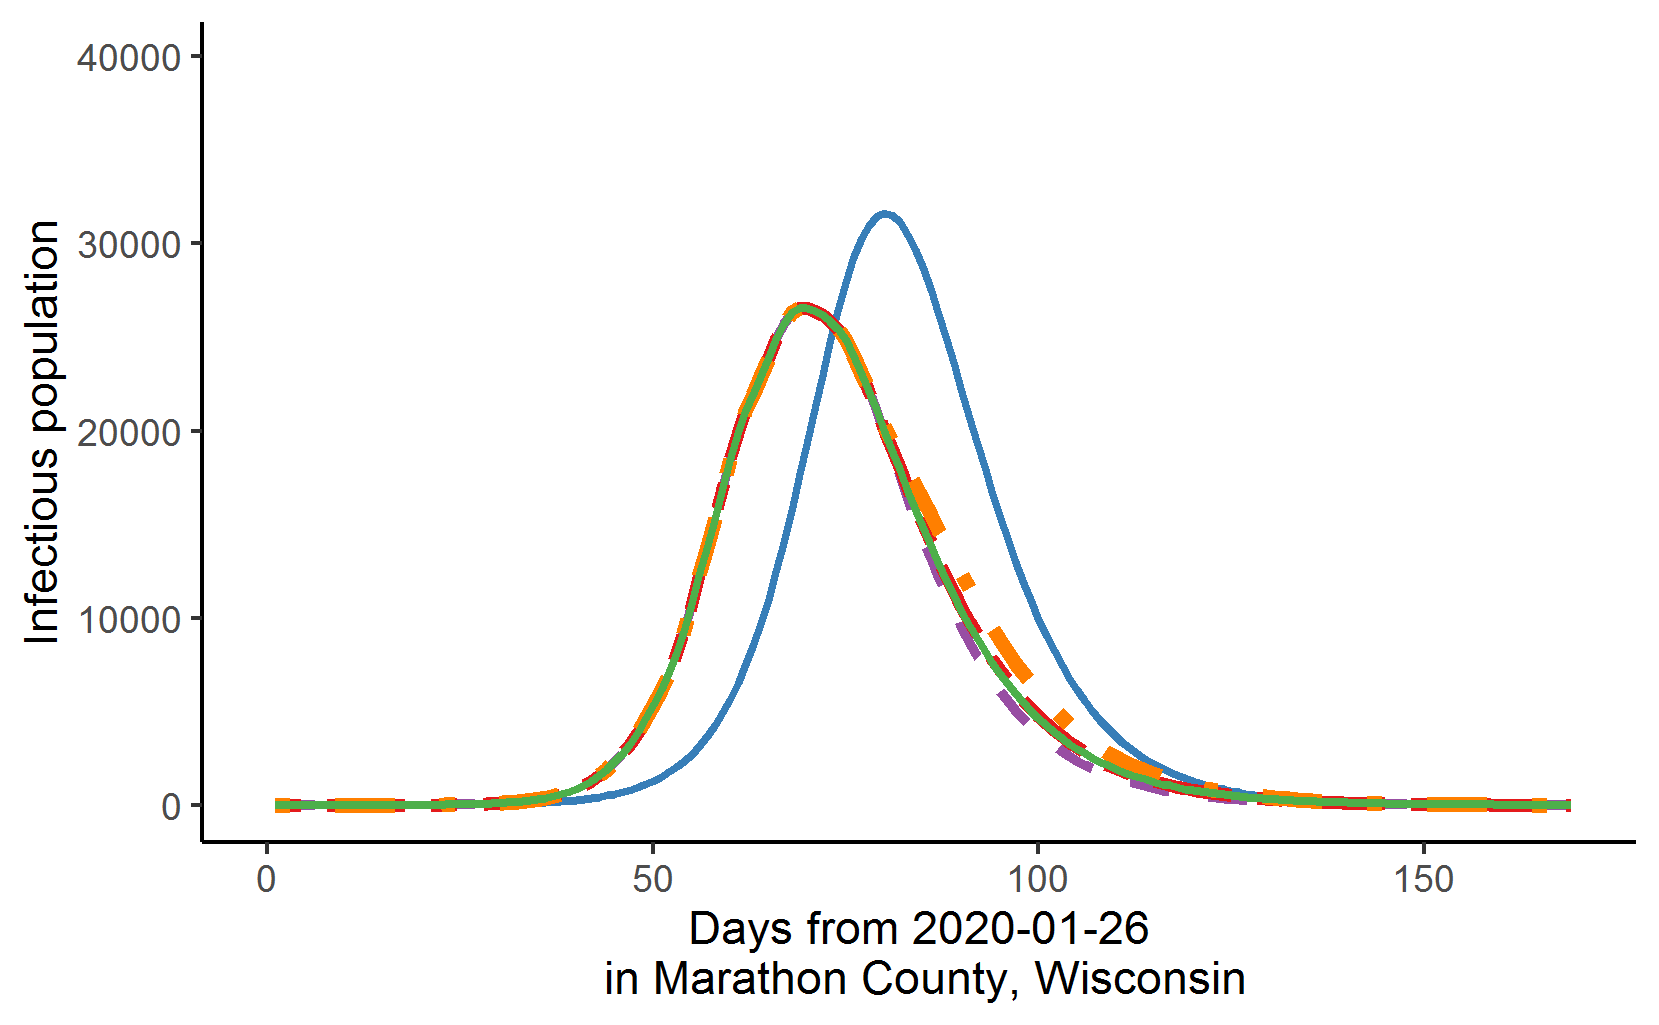 Infectious population
40000
30000
20000
10000
0
0 50 100 150
Days from 2020-01-26
in Marathon County, Wisconsin